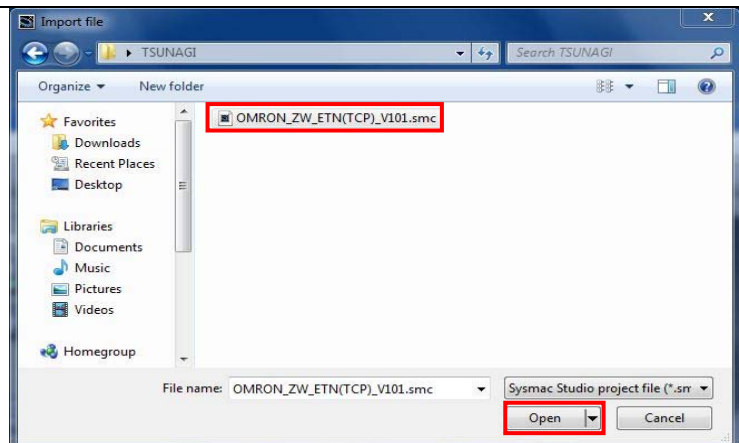 Import file
x
TSUNAGI
Search TSUNAGI
Organize
New folder
Favorites
Downloads
Recent Places
Desktop
Libraries
Documents
Music
Pictures
Videos
Homegroup
OMRON_ZW_ETN(TCP)_V101.smc
File name:
OMRON_ZW_ETN(TCP)_V101.smc
Sysmac Studio project file (*.sm
Open
Cancel